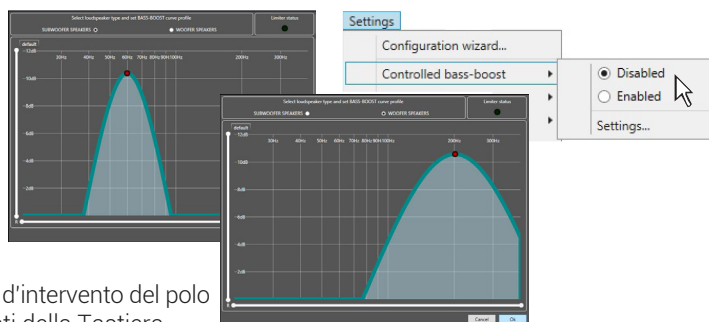 Select loudspeaker type and set BASS-BOOST curve profile
Limiter status
SUBWOOFER SPEAKERS
WOOFER SPEAKERS
default
-12dB
20Hz 40Hz 50Hz 60Hz 70Hz 80Hz 90Hz 100Hz 200Hz 300Hz
-10dB
-8dB
-6dB
-4dB
-2dB
R
Select loudspeaker type and set BASS-BOOST curve profile
Limiter status
SUBWOOFER SPEAKERS
WOOFER SPEAKERS
default
-12dB
30Hz 40Hz 50Hz 60Hz 70Hz 80Hz 90Hz 100Hz 200Hz 300Hz
-10dB
-8dB
-6dB
-4dB
-2dB
R
Cancel Ok
Settings
Configuration wizard...
Controlled bass-boost
Disabled
Enabled
Settings...
d'intervento del polo